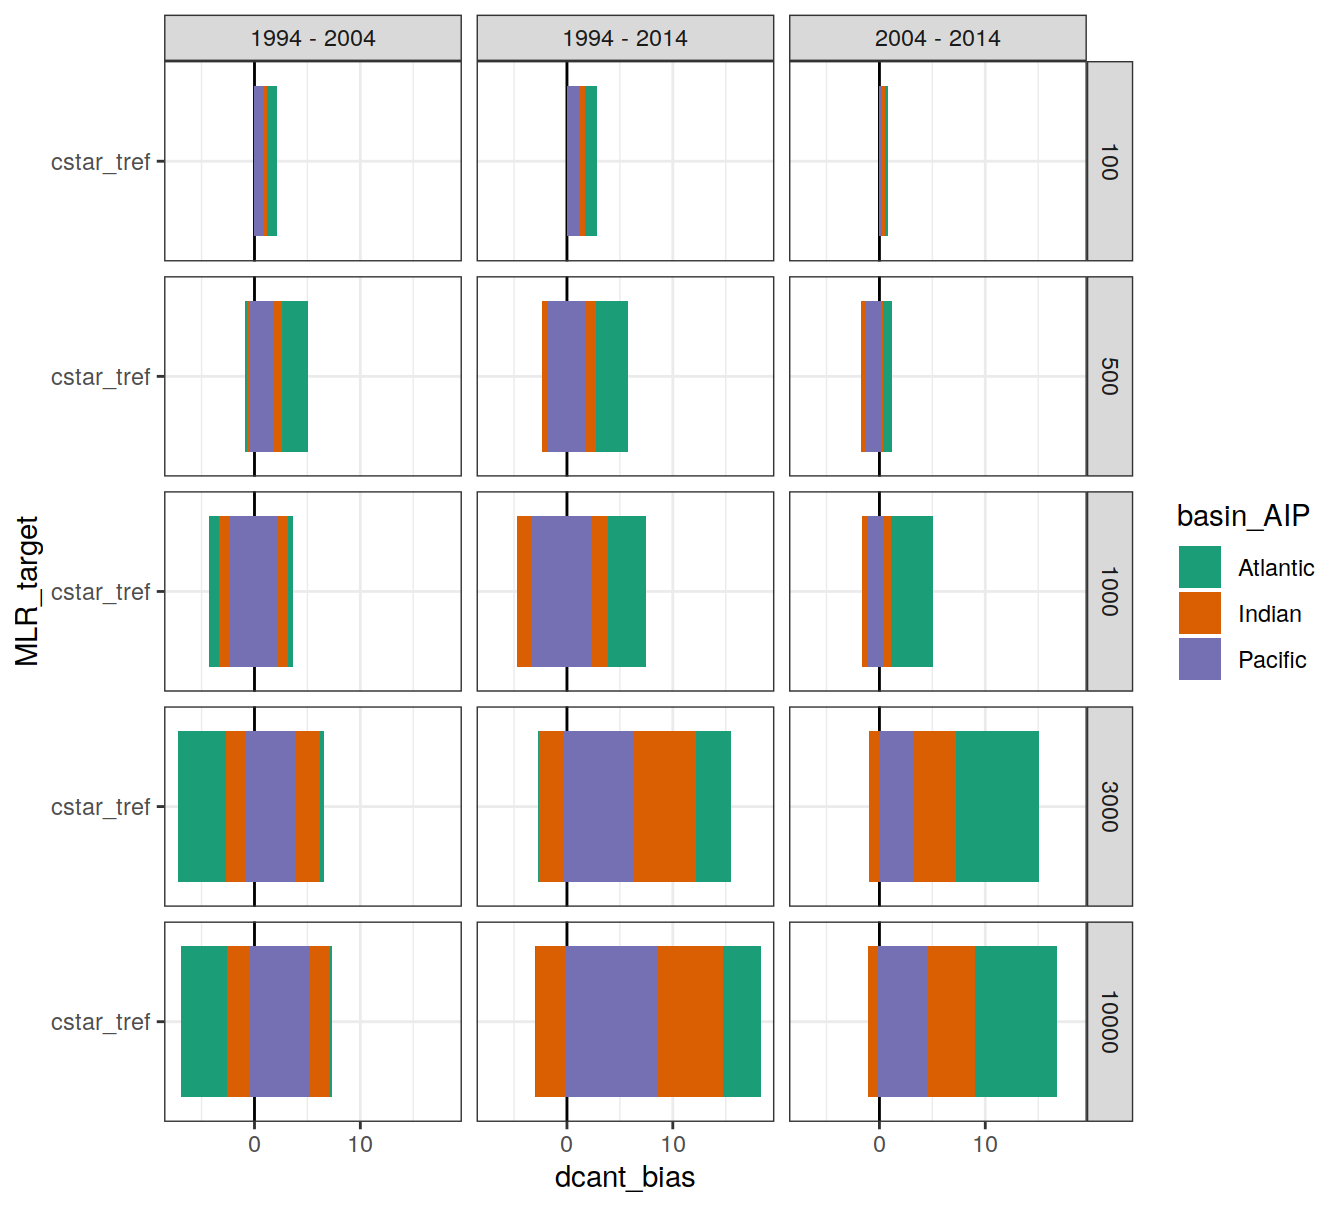 1994 - 2004
1994 - 2014
2004 - 2014
cstar_tref
100
cstar_tref
500
cstar_tref
1000
cstar_tref
3000
cstar_tref
10000
MLR_target
0
10
0
10
0
10
dcant_bias
basin_AIP
Atlantic
Indian
Pacific